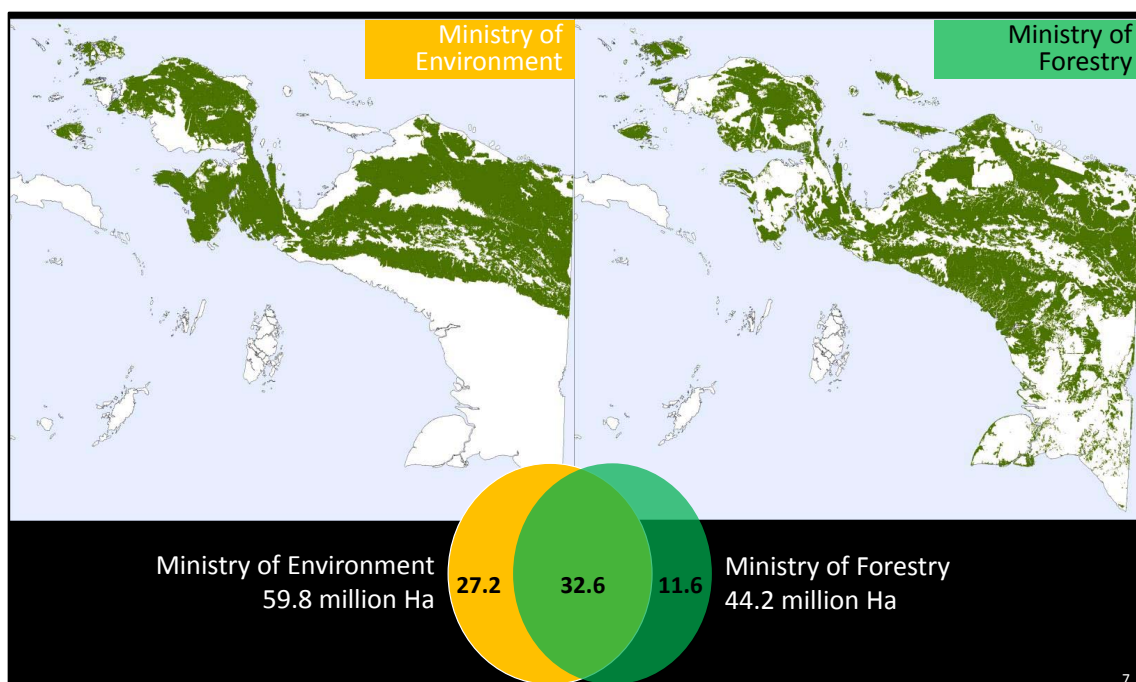 Ministry of
Environment
Ministry of
Forestry
Ministry of Environment
59.8 million Ha
27.2
32.6
11.6
Ministry of Forestry
44.2 million Ha
7